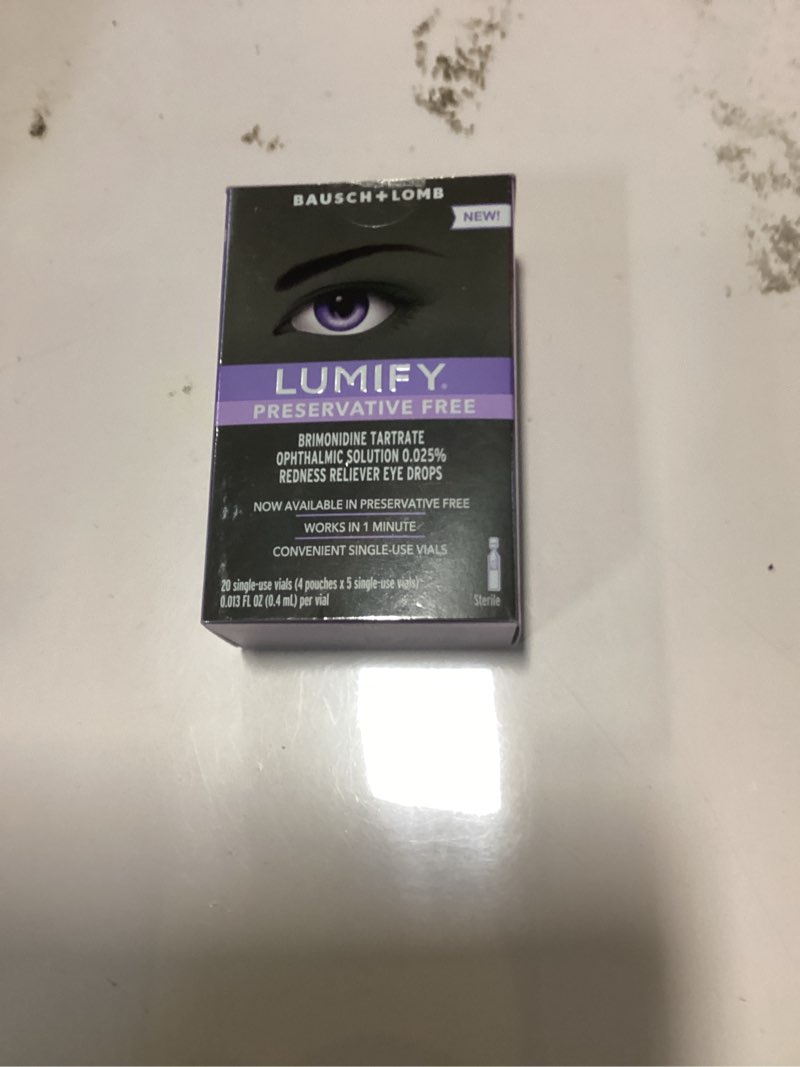 BAUSCH + LOMB
NEW!
LUMIFY®
PRESERVATIVE FREE
BRIMONIDINE TARTRATE
OPHTHALMIC SOLUTION 0.025%
REDNESS RELIEVER EYE DROPS
NOW AVAILABLE IN PRESERVATIVE FREE
WORKS IN 1 MINUTE
CONVENIENT SINGLE-USE VIALS
20 single-use vials (4 pouches x 5 single-use vials)
0.013 FL OZ (0.4 mL) per vial
Sterile